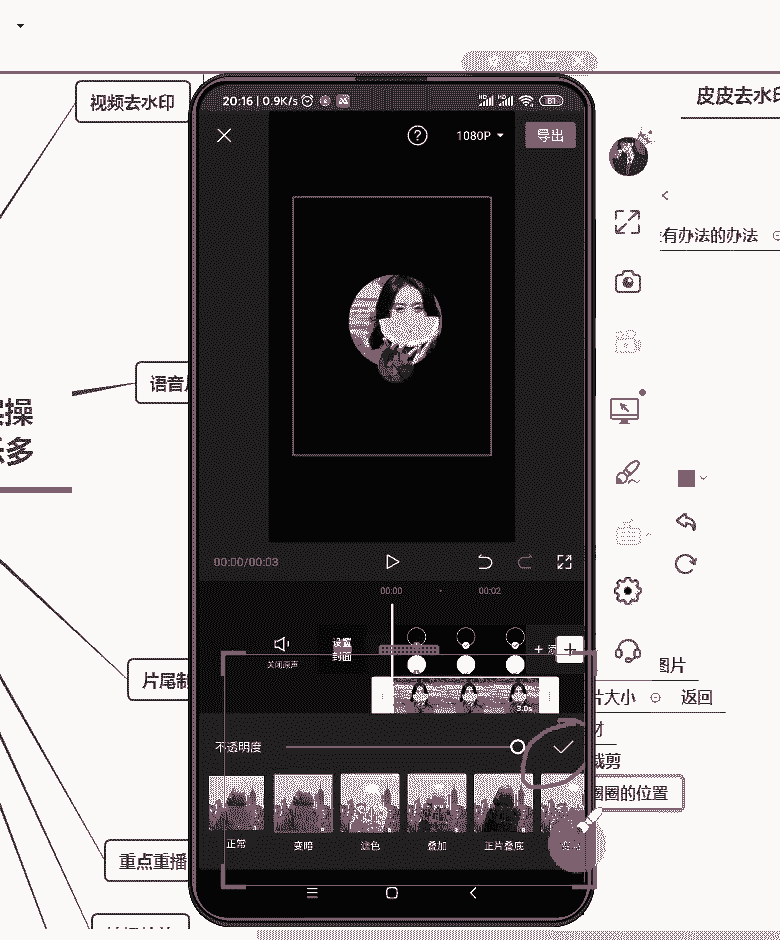 视频去水印
皮皮去水印
20:16 | 0.9K/s
81
1080P
导出
有办法的办法
语音
操
多
00:00/00:03
00:00
00:02
关闭原声
设置
封面
+
3.0s
图片
片尾制
片大小
返回
材
裁剪
圈圈的位置
不透明度
正常
变暗
滤色
叠加
正片叠底
重点重播